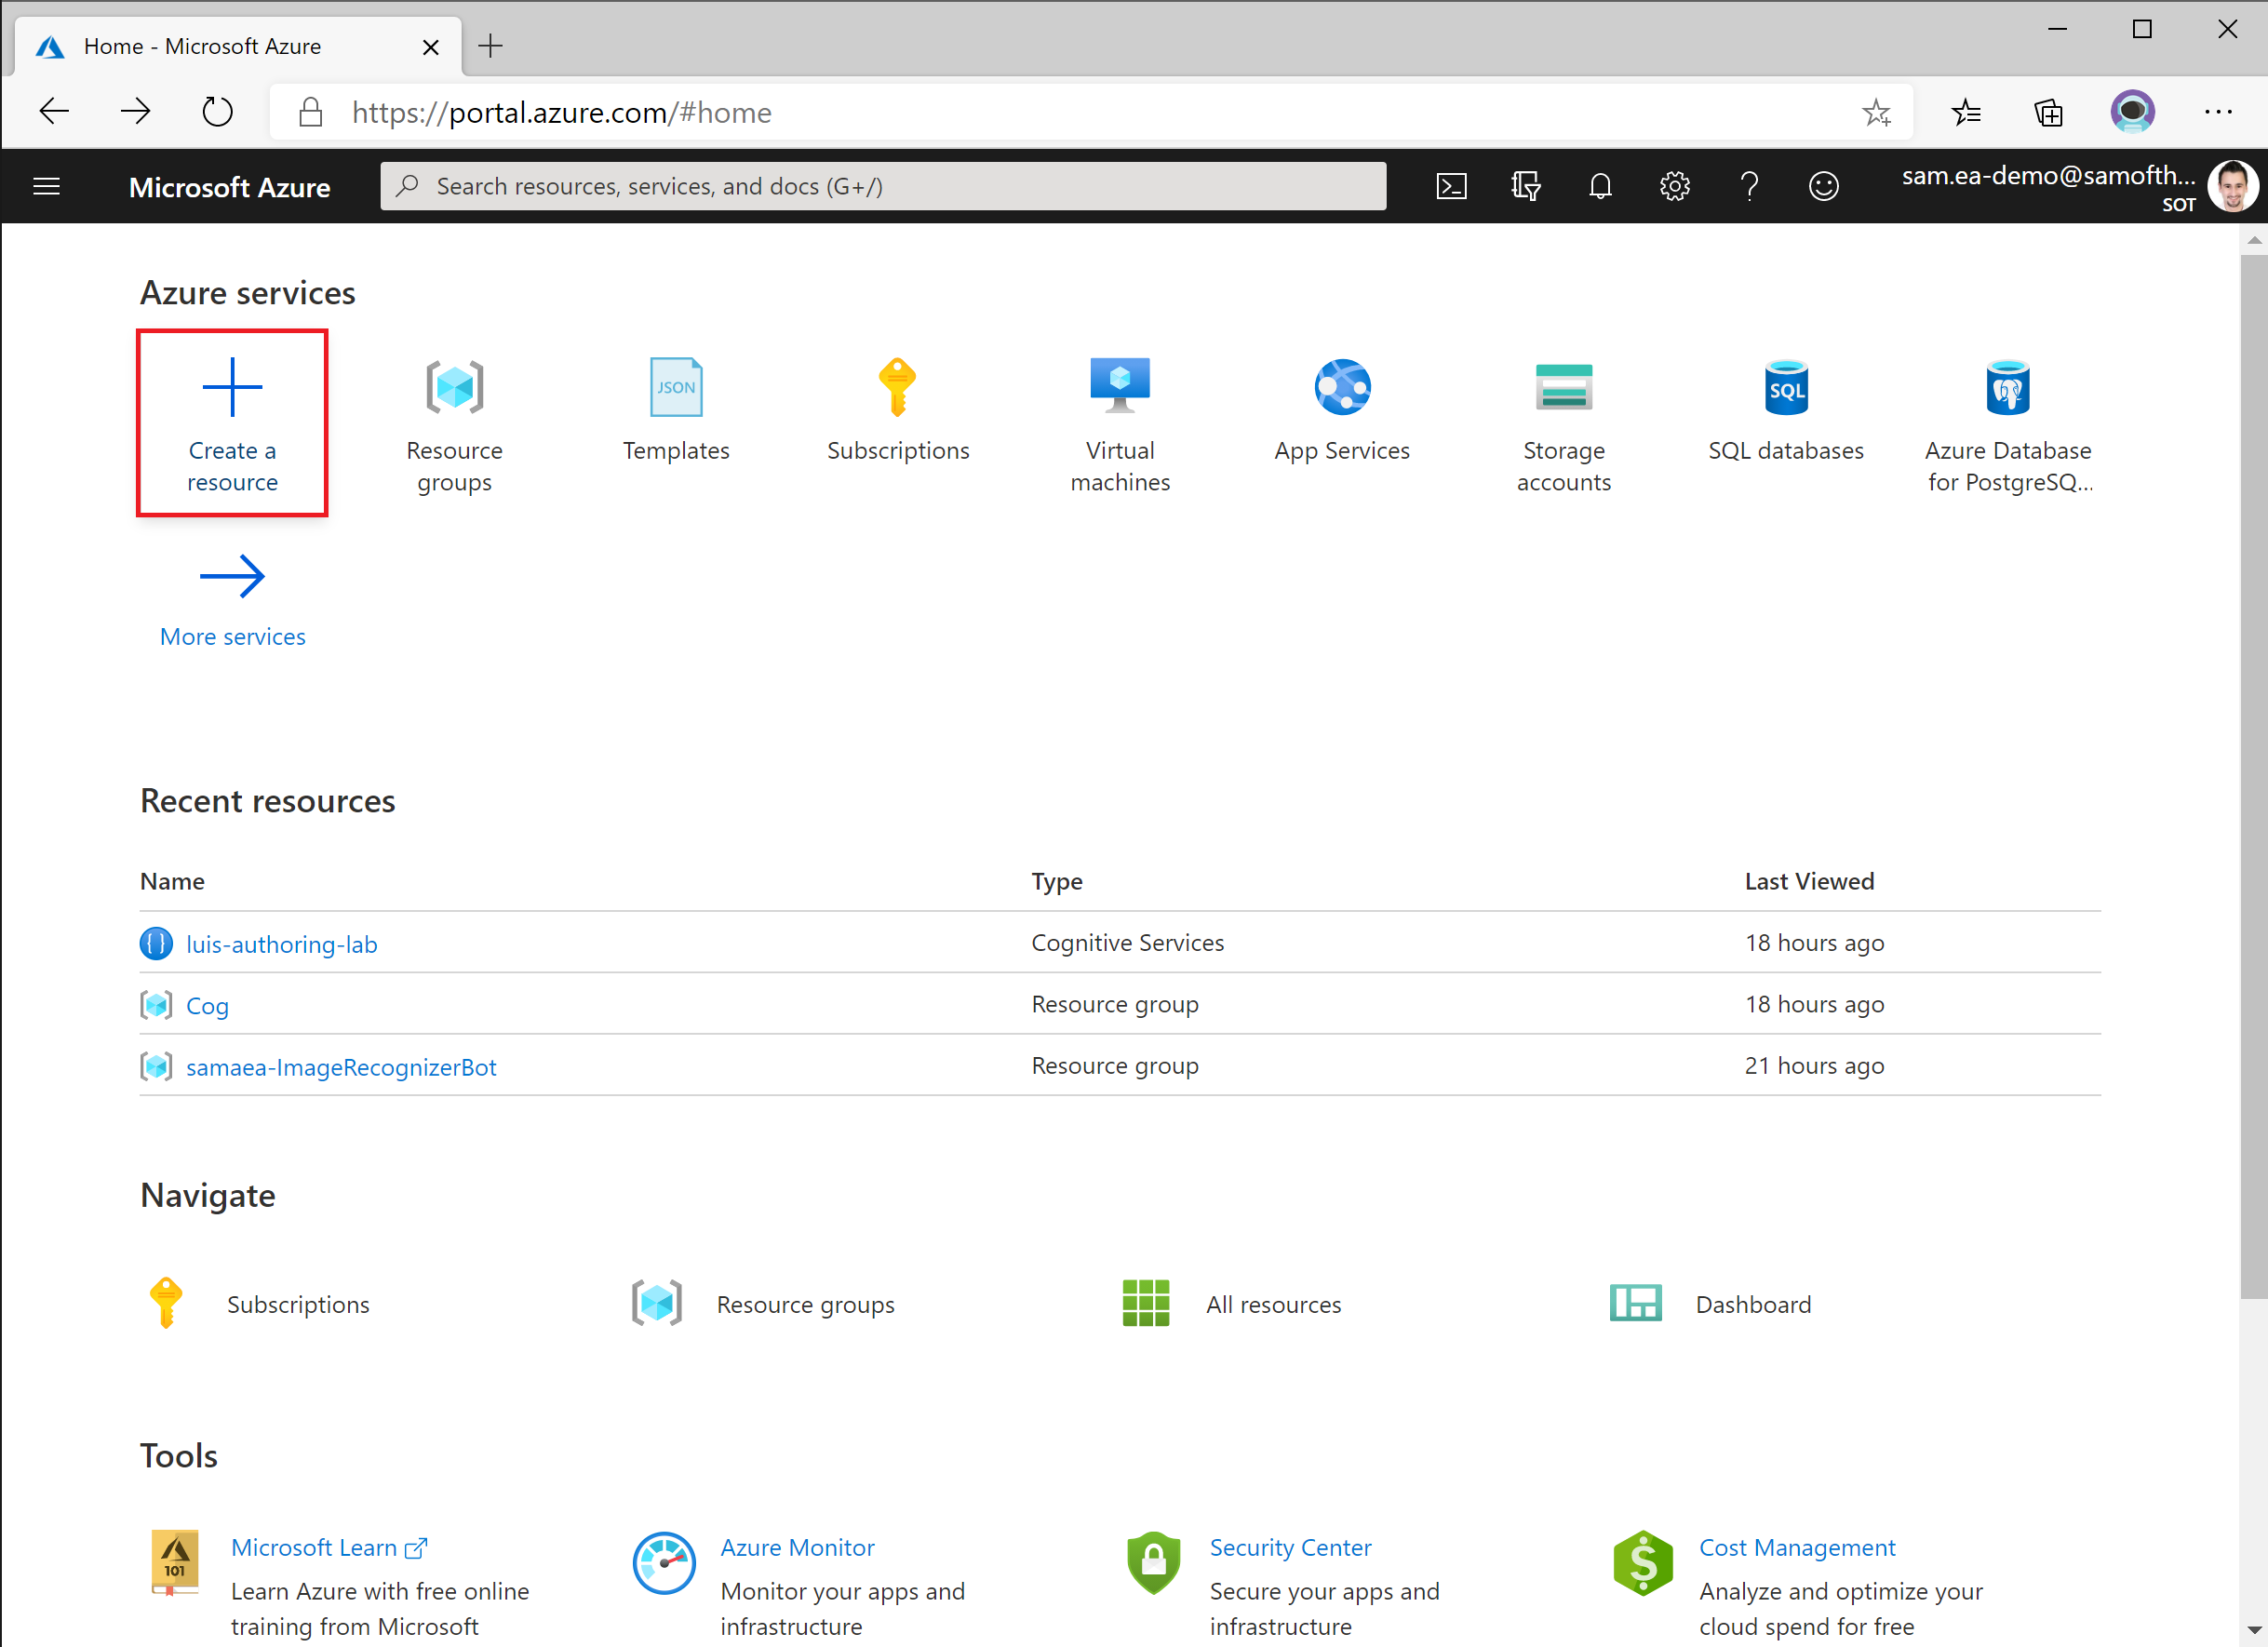 Home - Microsoft Azure
https://portal.azure.com/#home
Microsoft Azure
Search resources, services, and docs (G+/)
sam.ea-demo@samofth...
SOT
Azure services
Create a
resource
Resource
groups
JSON
Templates
Subscriptions
Virtual
machines
App Services
Storage
accounts
SQL
SQL databases
Azure Database
for PostgreSQ...
More services
Recent resources
Name Type Last Viewed
luis-authoring-lab Cognitive Services 18 hours ago
Cog Resource group 18 hours ago
samaea-ImageRecognizerBot Resource group 21 hours ago
Navigate
Subscriptions Resource groups All resources Dashboard
Tools
101
Microsoft Learn
Learn Azure with free online
training from Microsoft
Azure Monitor
Monitor your apps and
infrastructure
Security Center
Secure your apps and
infrastructure
Cost Management
Analyze and optimize your
cloud spend for free